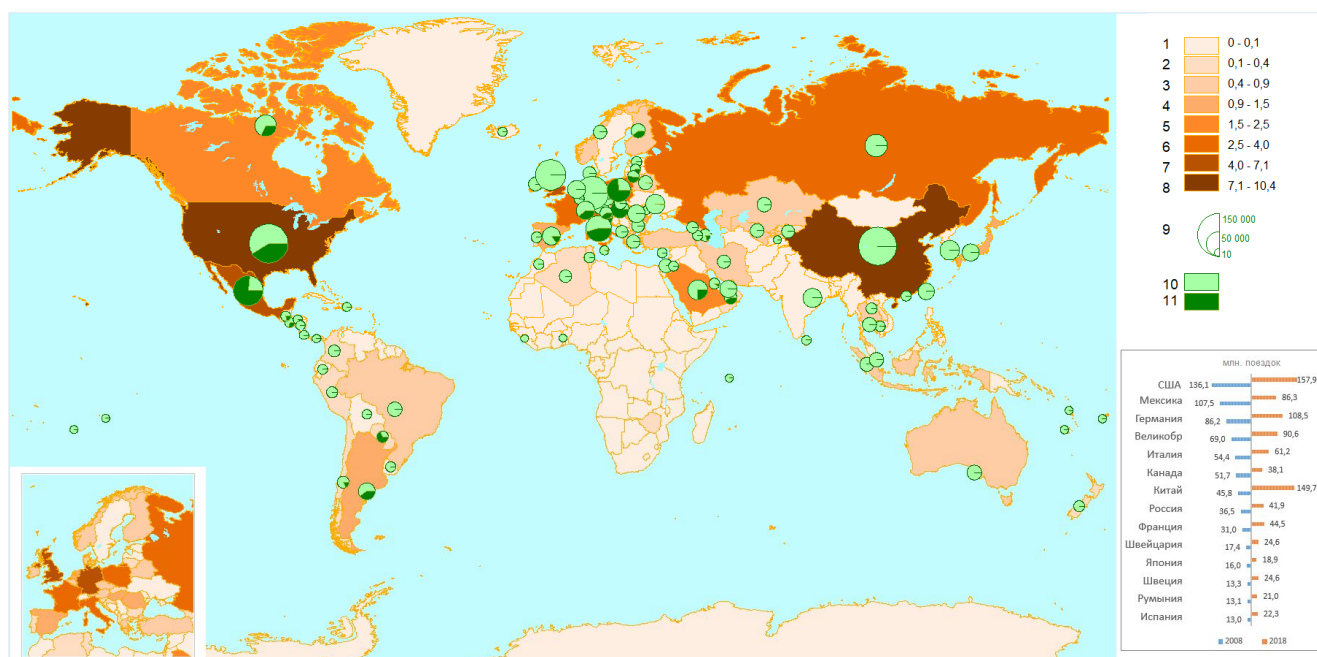 1 0 - 0,1
2 0,1 - 0,4
3 0,4 - 0,9
4 0,9 - 1,5
5 1,5 - 2,5
6 2,5 - 4,0
7 4,0 - 7,1
8 7,1 - 10,4
9 150 000
50 000
10
10
11
млн. поездок
США 136,1 157,9
Мексика 107,5 86,3
Германия 86,2 108,5
Великобр 69,0 90,6
Италия 54,4 61,2
Канада 51,7 38,1
Китай 45,8 149,7
Россия 36,5 41,9
Франция 31,0 44,5
Швейцария 17,4 24,6
Япония 16,0 18,9
Швеция 13,3 24,6
Румыния 13,1 21,0
Испания 13,0 22,3
2008 2018